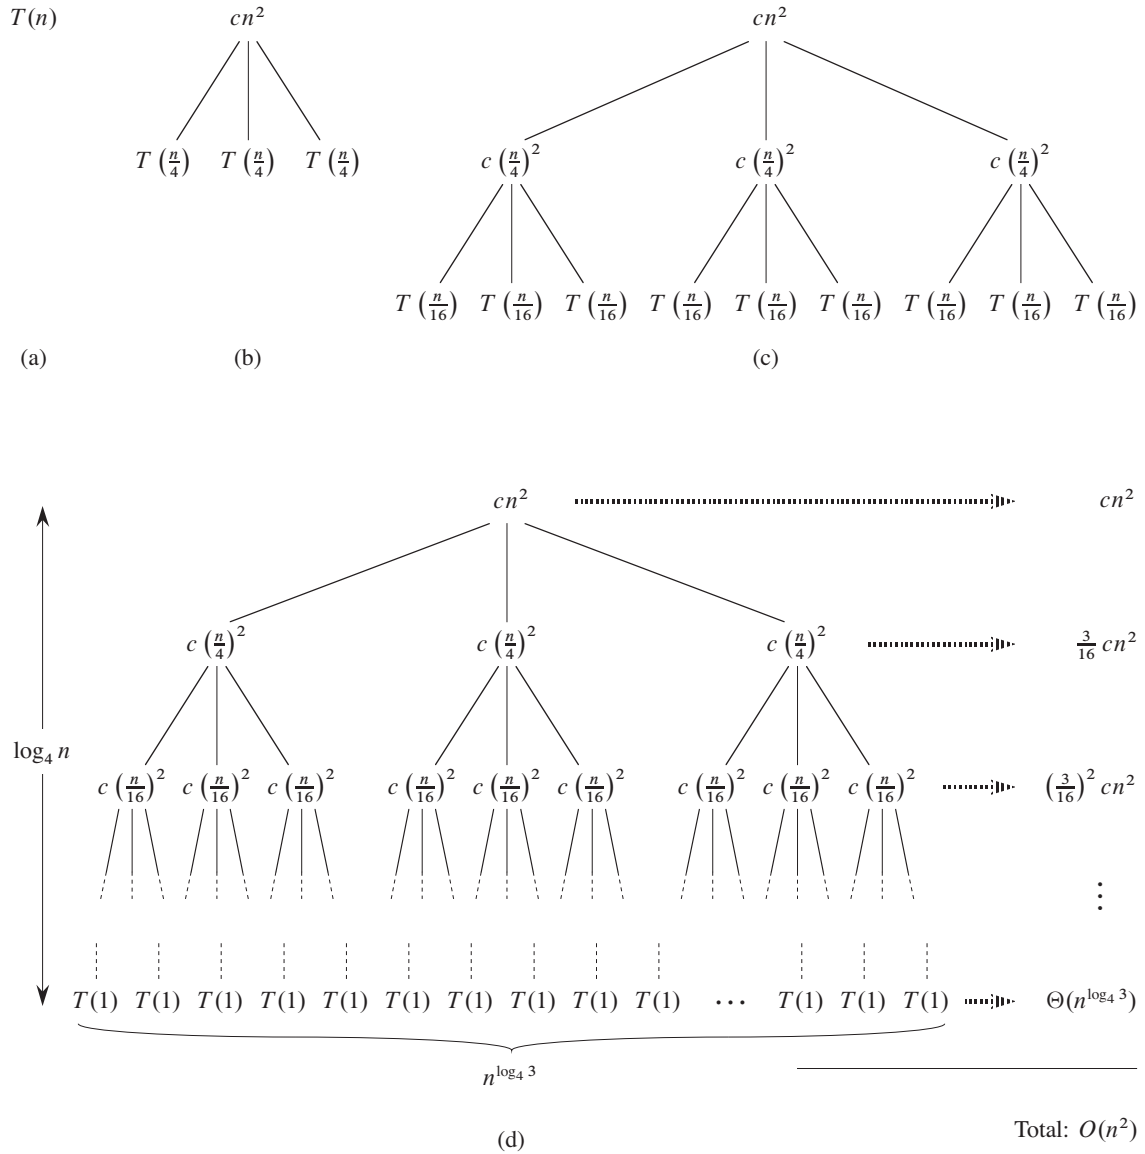 T(n) cn² cn²
T(n/4) T(n/4) T(n/4) c(n/4)² c(n/4)² c(n/4)²
T(n/16) T(n/16) T(n/16) T(n/16) T(n/16) T(n/16) T(n/16) T(n/16) T(n/16)
(a) (b) (c)
cn² cn²
c(n/4)² c(n/4)² c(n/4)² 3/16 cn²
log₄ n
c(n/16)² c(n/16)² c(n/16)² c(n/16)² c(n/16)² c(n/16)² c(n/16)² c(n/16)² c(n/16)² (3/16)² cn²
⋮
T(1) T(1) T(1) T(1) T(1) T(1) T(1) T(1) T(1) T(1) … T(1) T(1) T(1) Θ(n^{log₄ 3})
n^{log₄ 3}
Total: O(n²)
(d)